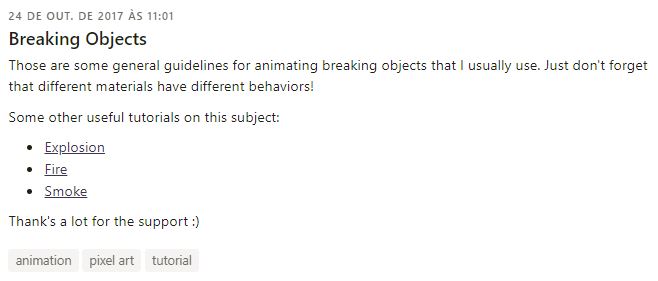 24 DE OUT. DE 2017 ÀS 11:01
Breaking Objects
Those are some general guidelines for animating breaking objects that I usually use. Just don't forget
that different materials have different behaviors!
Some other useful tutorials on this subject:
Explosion
Fire
Smoke
Thank's a lot for the support :)
animation pixel art tutorial